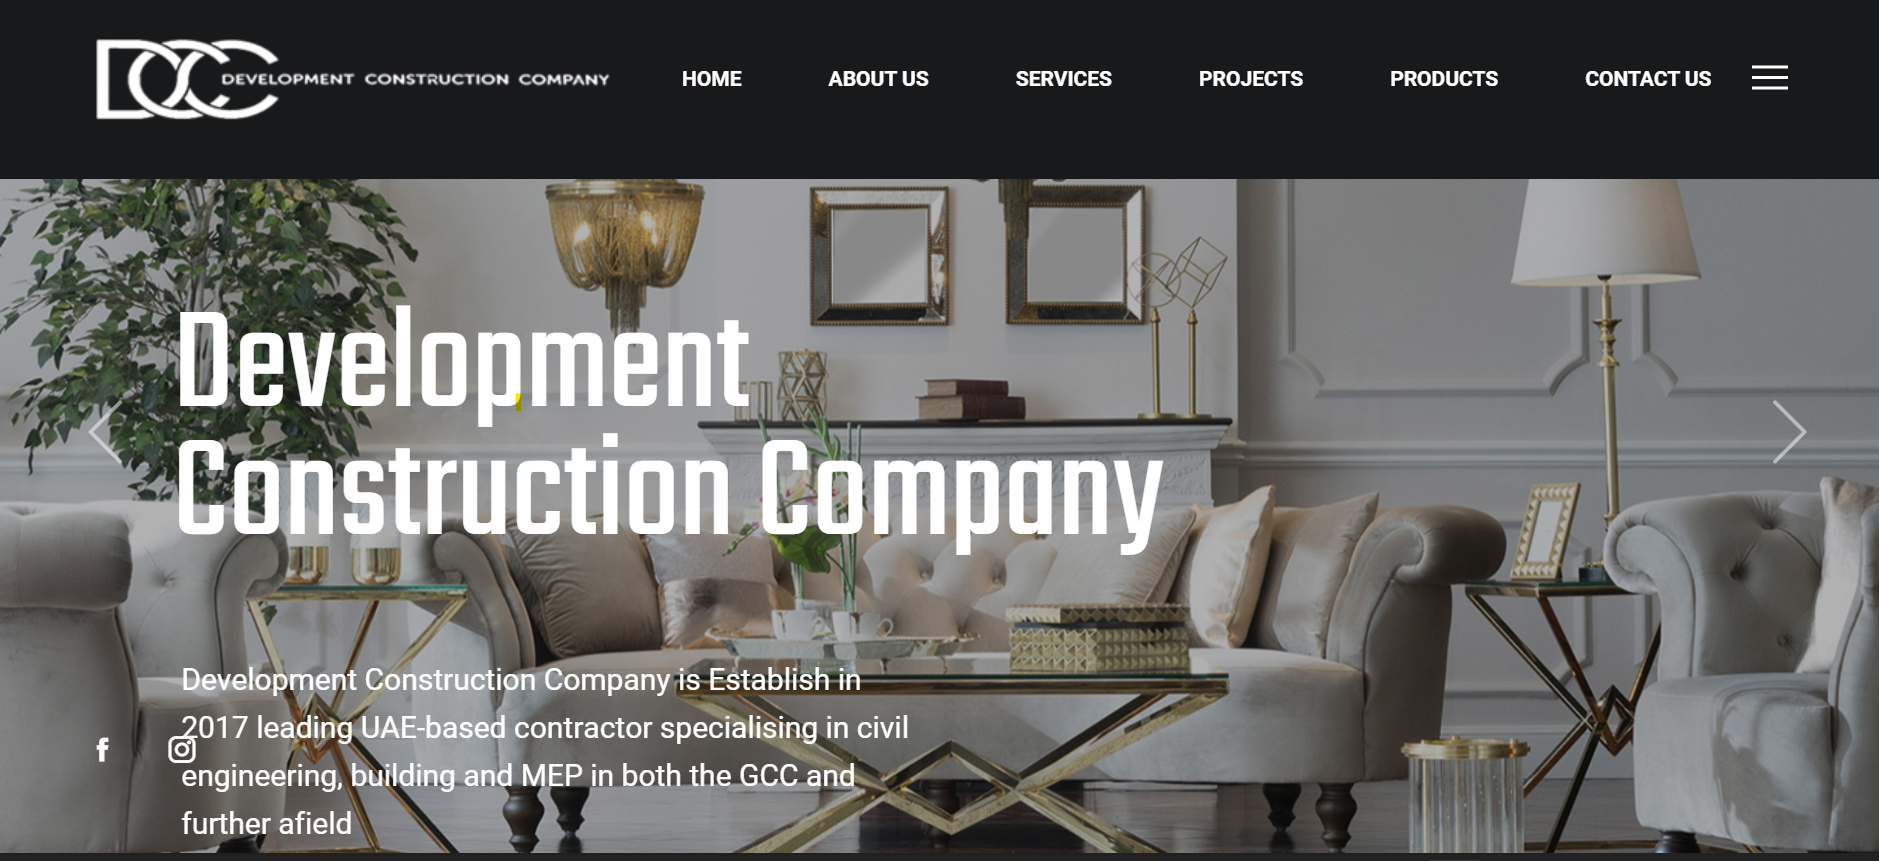 DCC DEVELOPMENT CONSTRUCTION COMPANY
HOME ABOUT US SERVICES PROJECTS PRODUCTS CONTACT US
Development
Construction Company
Development Construction Company is Establish in
2017 leading UAE-based contractor specialising in civil
engineering, building and MEP in both the GCC and
further afield